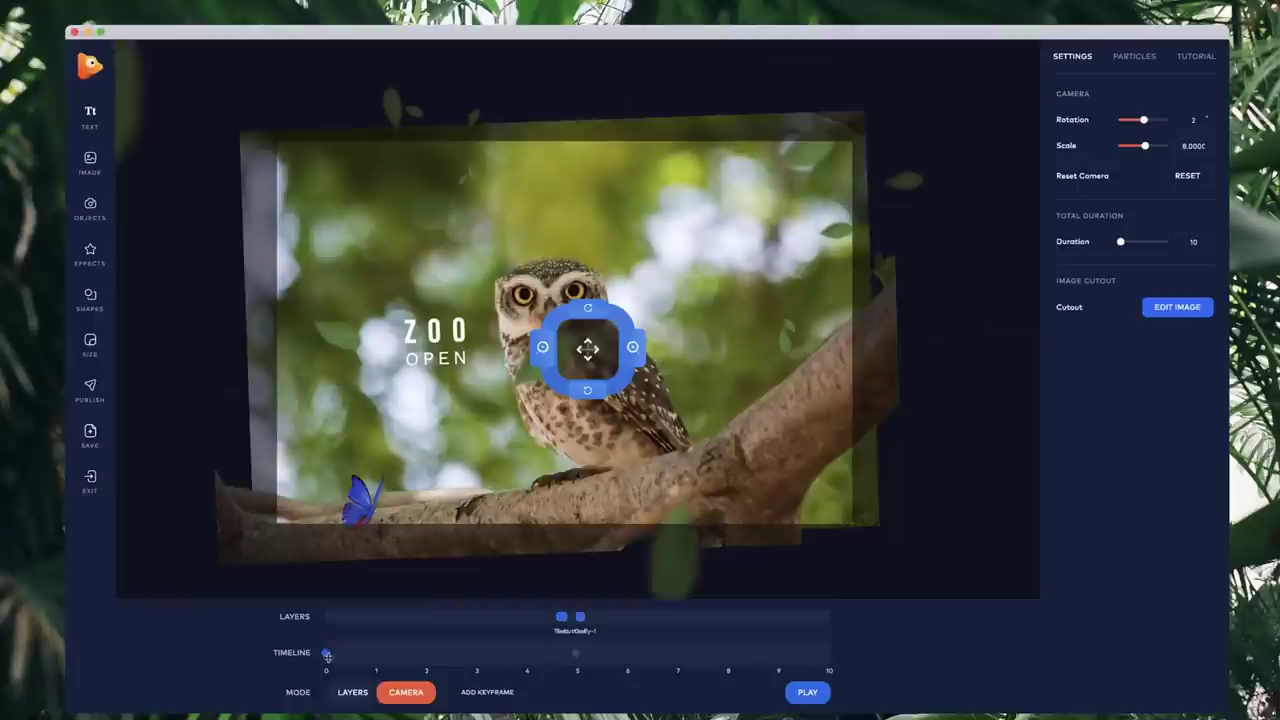 SETTINGS PARTICLES TUTORIAL
Tt
TEXT
IMAGE
OBJECTS
EFFECTS
SHAPES
SIZE
PUBLISH
SAVE
EXIT
CAMERA
Rotation 2 °
Scale 8.000
Reset Camera RESET
TOTAL DURATION
Duration 10
IMAGE CUTOUT
Cutout EDIT IMAGE
ZOO
OPEN
LAYERS
TIMELINE
0 1 2 3 4 5 6 7 8 9 10
MODE LAYERS CAMERA ADD KEYFRAME PLAY